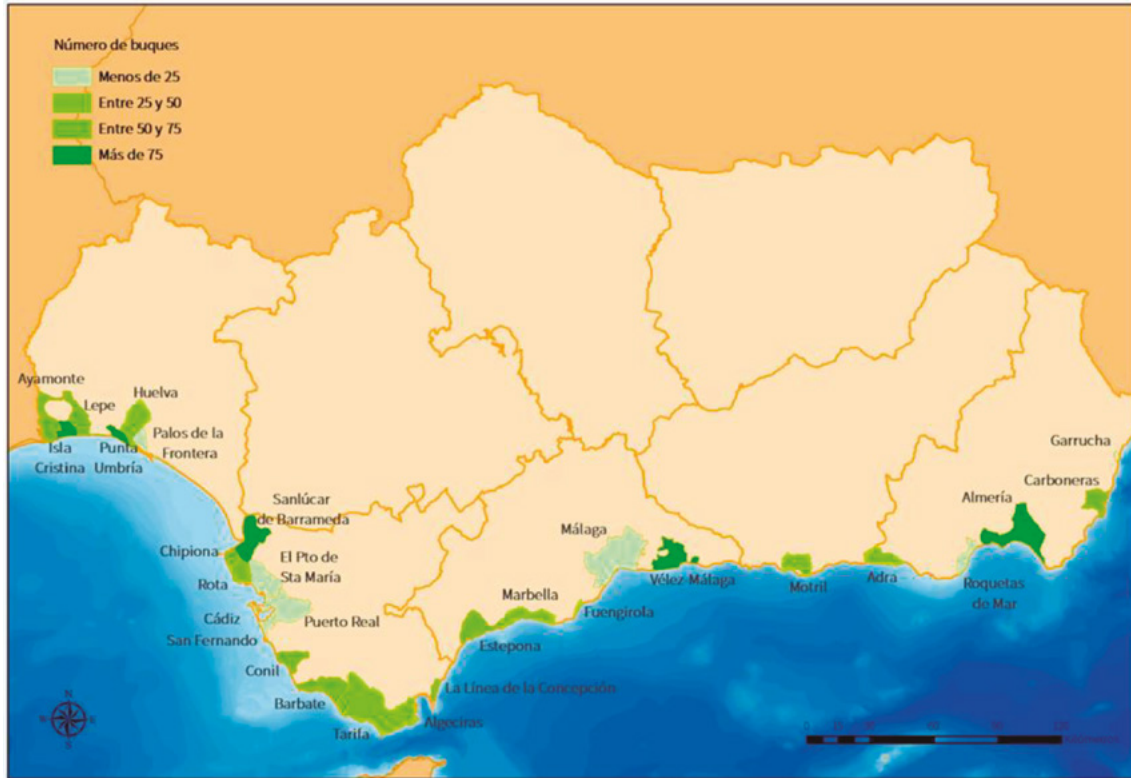 Número de buques
Menos de 25
Entre 25 y 50
Entre 50 y 75
Más de 75
Ayamonte
Lepe
Huelva
Isla
Cristina
Punta
Umbría
Palos de la
Frontera
Sanlúcar
de Barrameda
Chipiona
El Pto de
Sta María
Rota
Cádiz
San Fernando
Puerto Real
Conil
Barbate
Tarifa
Algeciras
La Línea de la Concepción
Estepona
Marbella
Fuengirola
Málaga
Vélez-Málaga
Motril
Adra
Roquetas
de Mar
Almería
Carboneras
Garrucha
N
W
E
S